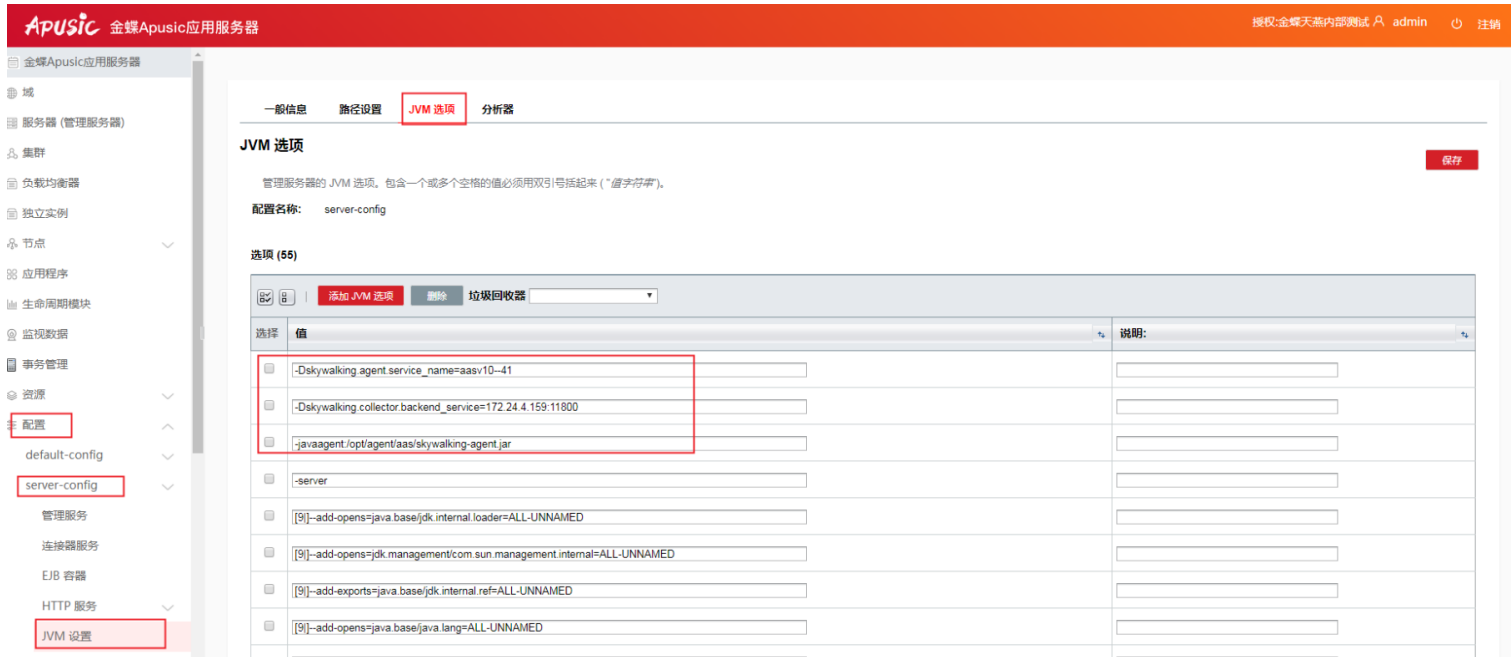 Apusic 金蝶Apusic应用服务器
授权:金蝶天燕内部测试 admin 注销
金蝶Apusic应用服务器
域
服务器 (管理服务器)
集群
负载均衡器
独立实例
节点
应用程序
生命周期模块
监视数据
事务管理
资源
配置
default-config
server-config
管理服务
连接器服务
EJB 容器
HTTP 服务
JVM 设置
一般信息 路径设置 JVM 选项 分析器
JVM 选项
保存
管理服务器的 JVM 选项。包含一个或多个空格的值必须用双引号括起来 ( "值字符串")。
配置名称: server-config
选项 (55)
添加 JVM 选项 删除 垃圾回收器
选择 值 说明:
-Dskywalking.agent.service_name=aasv10--41
-Dskywalking.collector.backend_service=172.24.4.159:11800
-javaagent:/opt/agent/aas/skywalking-agent.jar
-server
[9|]--add-opens=java.base/jdk.internal.loader=ALL-UNNAMED
[9|]--add-opens=jdk.management/com.sun.management.internal=ALL-UNNAMED
[9|]--add-exports=java.base/jdk.internal.ref=ALL-UNNAMED
[9|]--add-opens=java.base/java.lang=ALL-UNNAMED